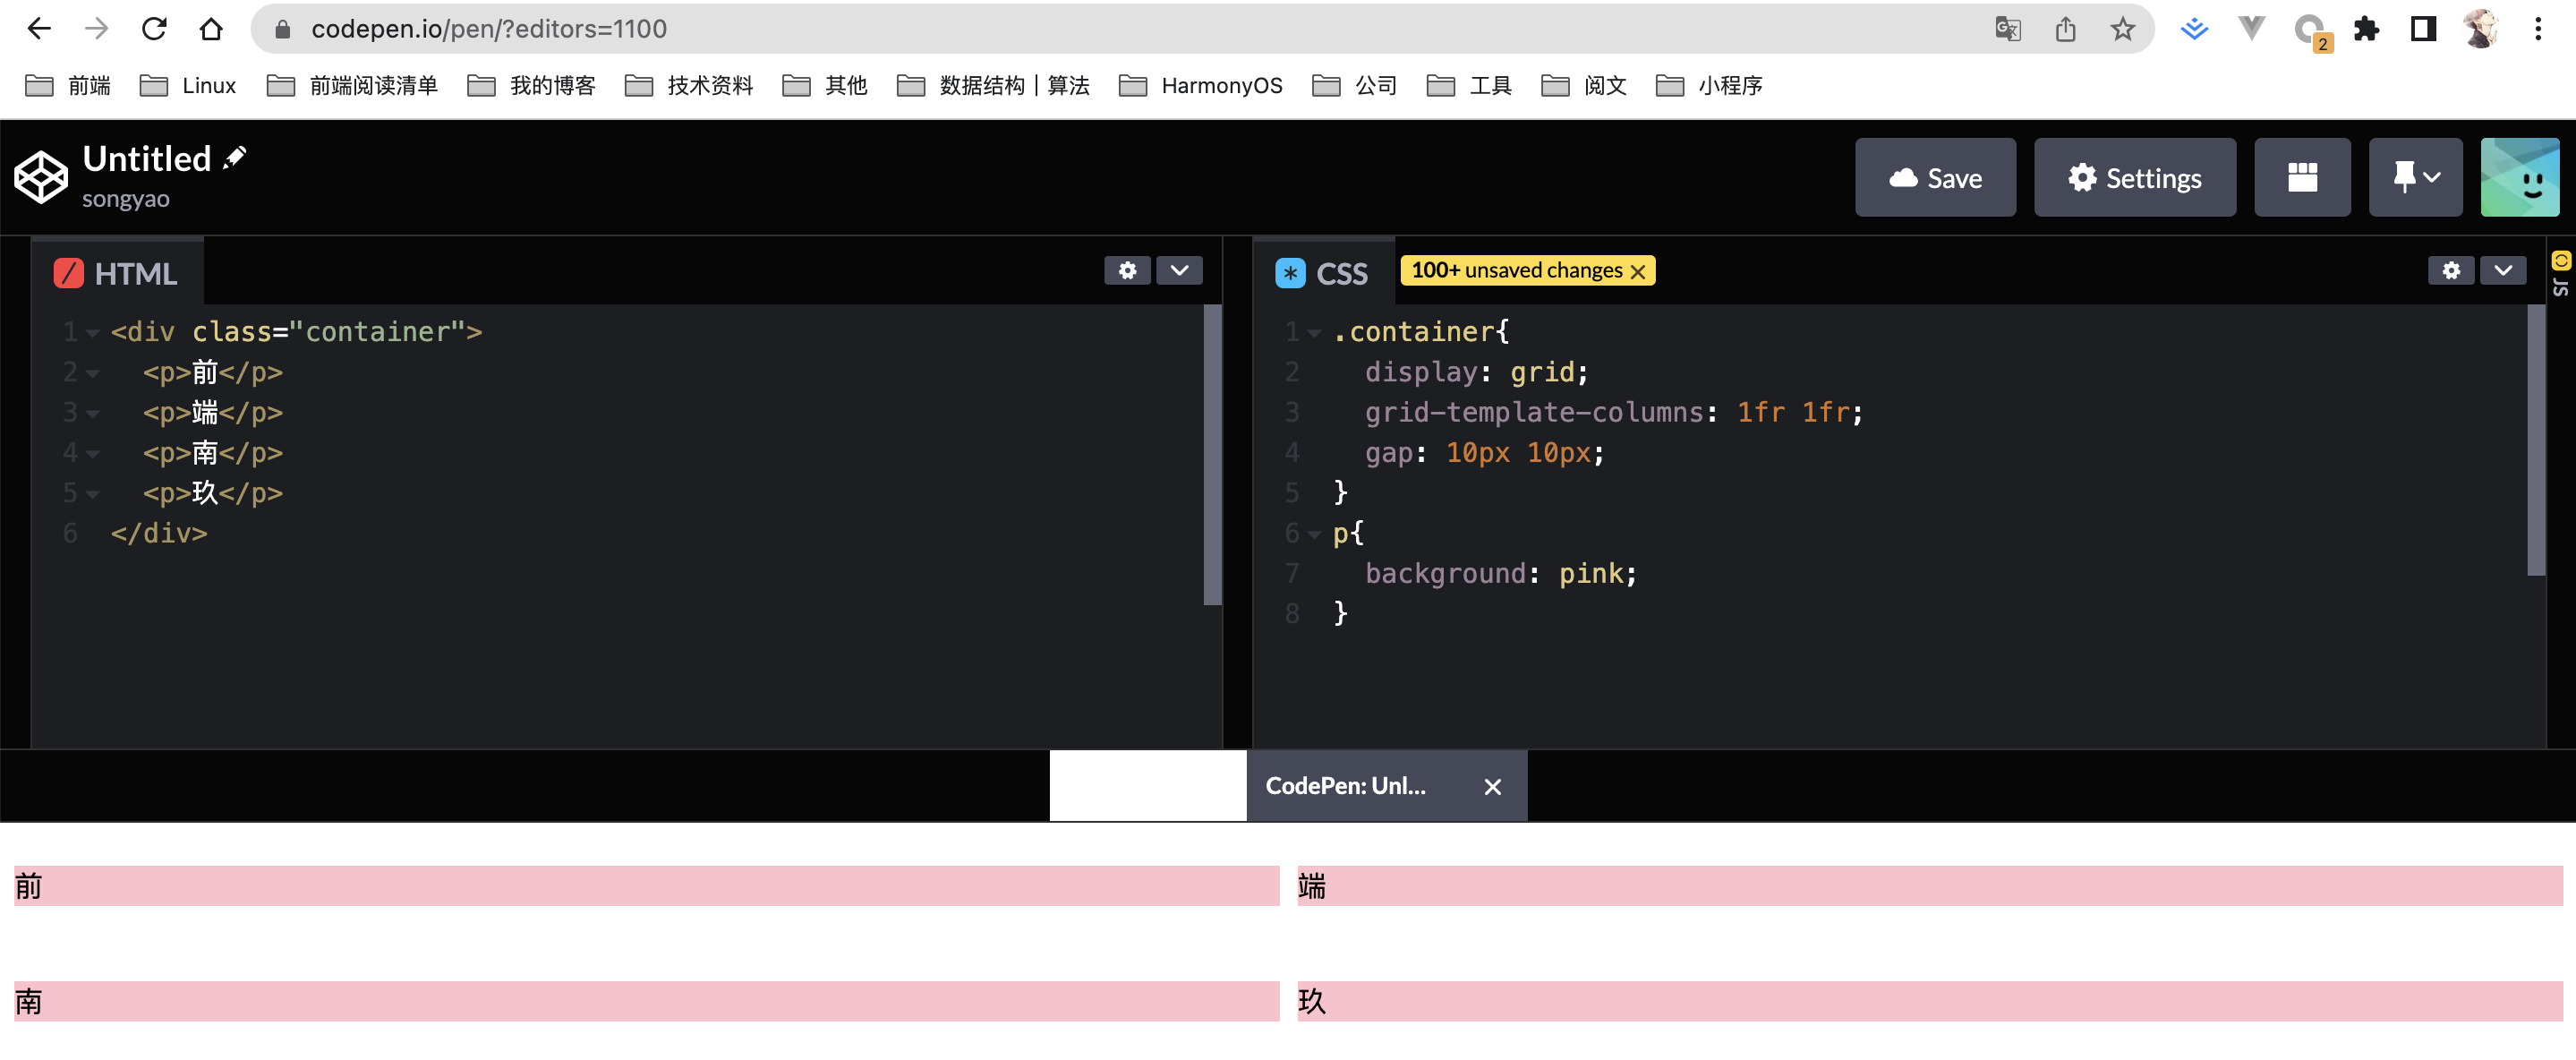 codepen.io/pen/?editors=1100
2
前端 Linux 前端阅读清单 我的博客 技术资料 其他 数据结构 | 算法 HarmonyOS 公司 工具 阅文 小程序
Untitled
songyao
Save Settings
HTML
1 <div class="container">
2 <p>前</p>
3 <p>端</p>
4 <p>南</p>
5 <p>玖</p>
6 </div>
CSS 100+ unsaved changes
1 .container{
2 display: grid;
3 grid-template-columns: 1fr 1fr;
4 gap: 10px 10px;
5 }
6 p{
7 background: pink;
8 }
JS
CodePen: Unl...
前 端
南 玖